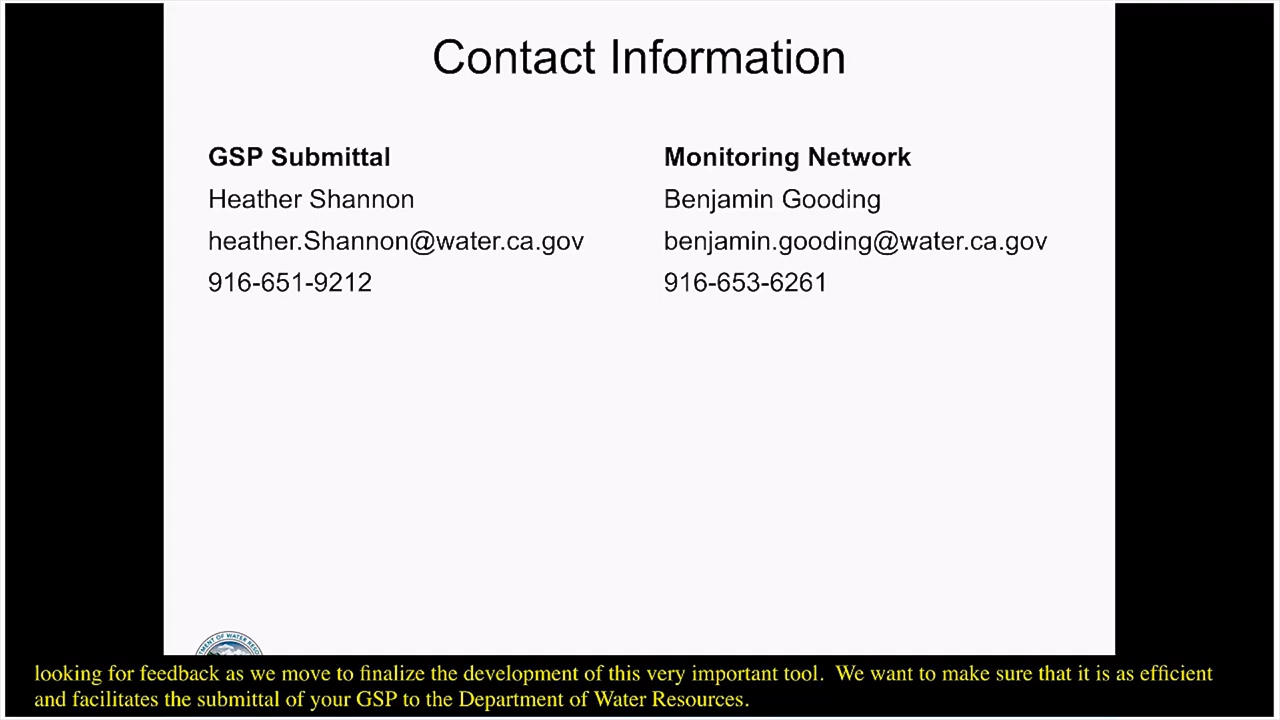 Contact Information
GSP Submittal
Heather Shannon
heather.Shannon@water.ca.gov
916-651-9212
Monitoring Network
Benjamin Gooding
benjamin.gooding@water.ca.gov
916-653-6261
OF WATER
looking for feedback as we move to finalize the development of this very important tool.  We want to make sure that it is as efficient
and facilitates the submittal of your GSP to the Department of Water Resources.